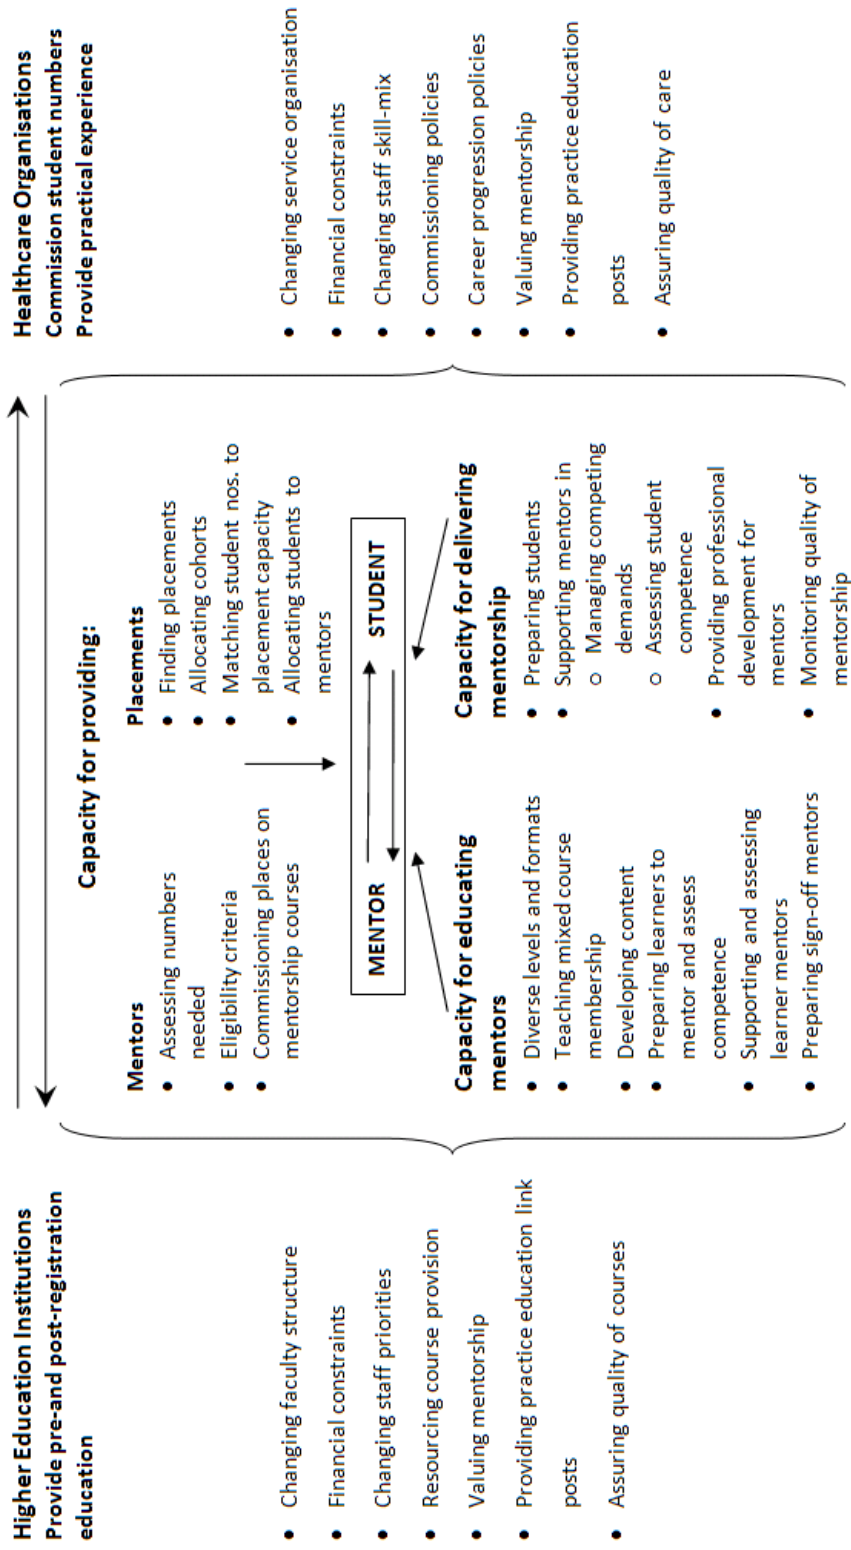 Higher Education Institutions
Provide pre-and post-registration
education
• Changing faculty structure
• Financial constraints
• Changing staff priorities
• Resourcing course provision
• Valuing mentorship
• Providing practice education link
posts
• Assuring quality of courses
Capacity for providing:
Mentors
• Assessing numbers
needed
• Eligibility criteria
• Commissioning places on
mentorship courses
Placements
• Finding placements
• Allocating cohorts
• Matching student nos. to
placement capacity
• Allocating students to
mentors
MENTOR
STUDENT
Capacity for educating
mentors
• Diverse levels and formats
• Teaching mixed course
membership
• Developing content
• Preparing learners to
mentor and assess
competence
• Supporting and assessing
learner mentors
• Preparing sign-off mentors
Capacity for delivering
mentorship
• Preparing students
• Supporting mentors in
o Managing competing
demands
o Assessing student
competence
• Providing professional
development for
mentors
• Monitoring quality of
mentorship
Healthcare Organisations
Commission student numbers
Provide practical experience
• Changing service organisation
• Financial constraints
• Changing staff skill-mix
• Commissioning policies
• Career progression policies
• Valuing mentorship
• Providing practice education
posts
• Assuring quality of care